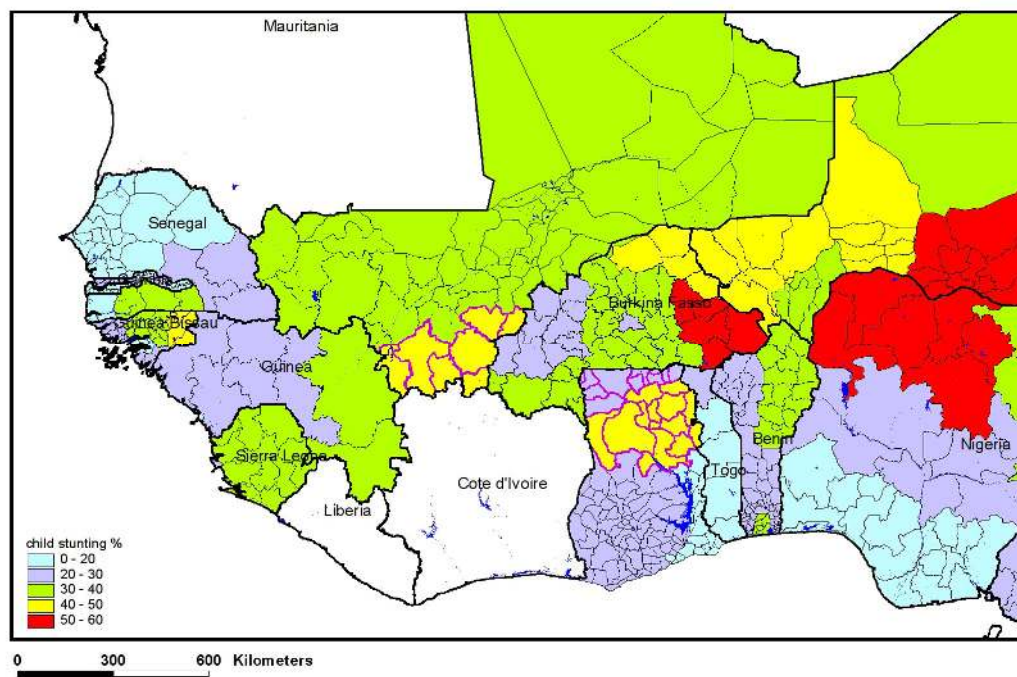 Mauritania
Senegal
Burkina Fasso
Guinea Bissau
Guinea
Benin
Nigeria
Sierra Leone
Togo
Cote d'Ivoire
Liberia
child stunting %
0 - 20
20 - 30
30 - 40
40 - 50
50 - 60
0 300 600 Kilometers